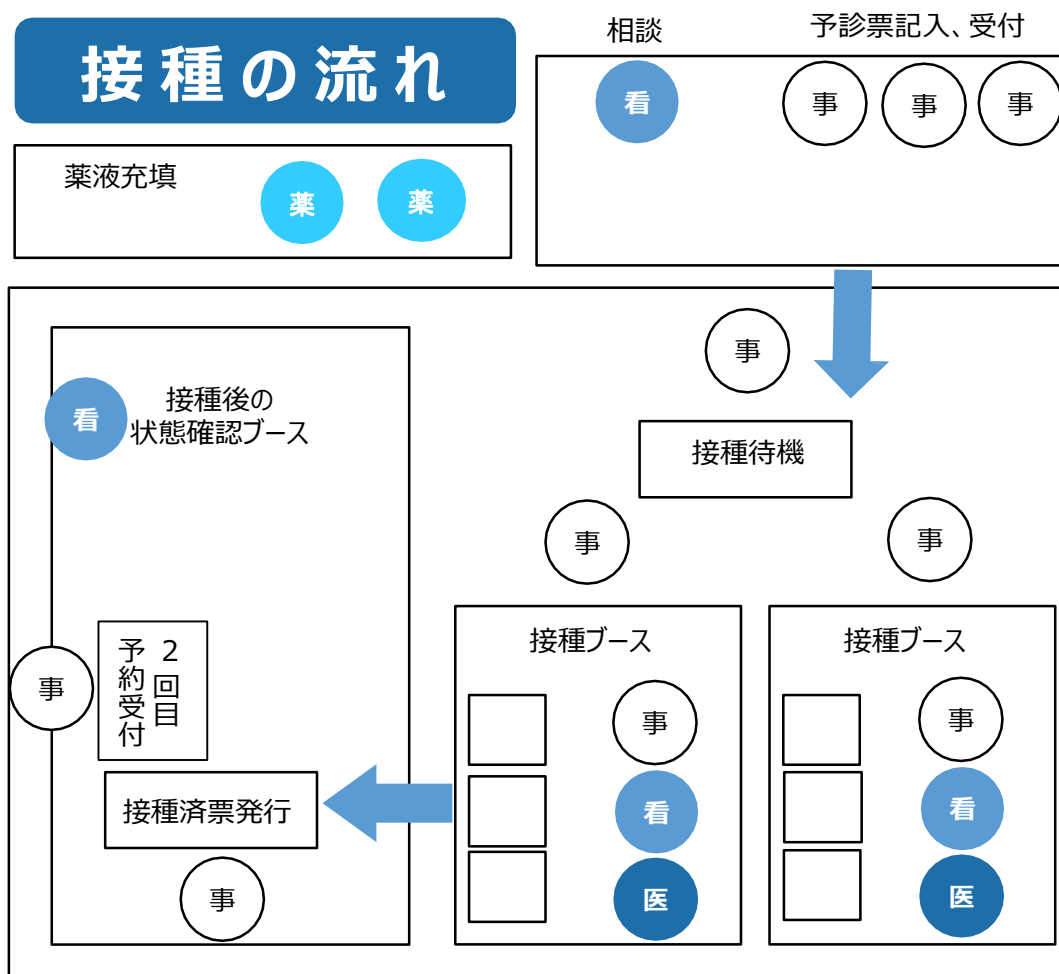 接種の流れ
相談
予診票記入、受付
看
事
事
事
薬液充填
薬
薬
事
接種待機
事
事
看
接種後の
状態確認ブース
事
2回目
予約受付
接種済票発行
事
接種ブース
事
看
医
接種ブース
事
看
医